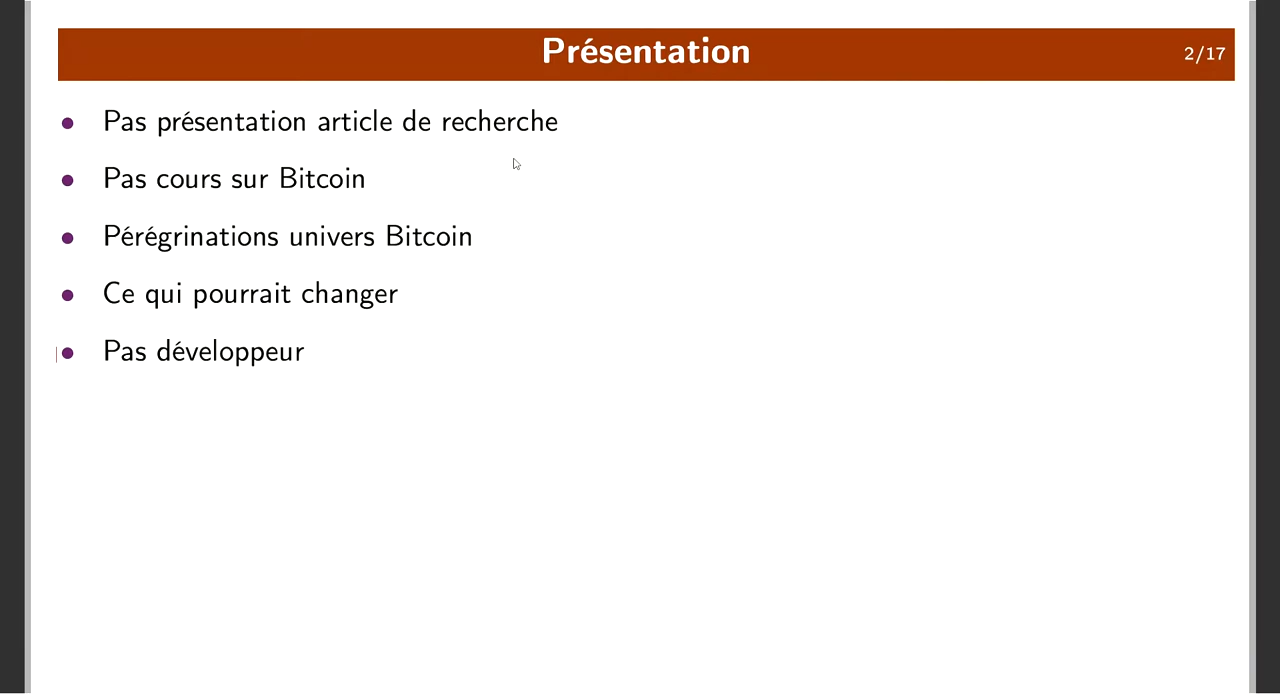 Présentation
2/17
• Pas présentation article de recherche
• Pas cours sur Bitcoin
• Pérégrinations univers Bitcoin
• Ce qui pourrait changer
• Pas développeur